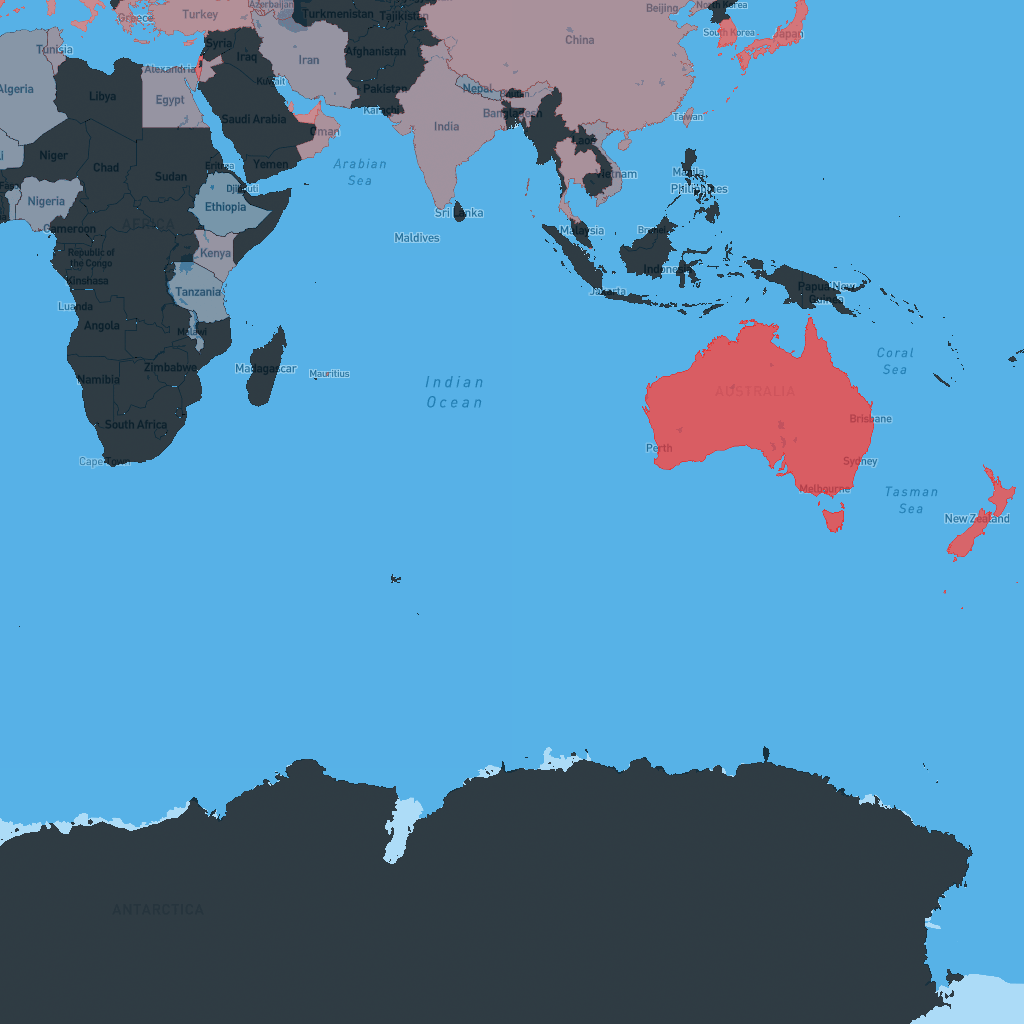 Azerbaijan
Beijing
North Korea
Turkey
Greece
Turkmenistan
Tajikistan
South Korea
Japan
China
Syria
Tunisia
Afghanistan
Iraq
Iran
Alexandria
Kuwait
Algeria
Pakistan
Nepal
Bhutan
Libya
Egypt
Karachi
Bangladesh
Taiwan
Saudi Arabia
India
Oman
Laos
Niger
Chad
Sudan
Eritrea
Yemen
Arabian
Sea
Manila
Vietnam
Djibouti
Philippines
Nigeria
Ethiopia
Sri Lanka
AFRICA
Cameroon
Maldives
Malaysia
Brunei
Republic of
the Congo
Kenya
Indonesia
Kinshasa
Tanzania
Jakarta
Papua New
Guinea
Luanda
Angola
Malawi
Coral
Sea
Zimbabwe
Madagascar
Mauritius
Namibia
Indian
Ocean
AUSTRALIA
South Africa
Brisbane
Perth
Cape Town
Sydney
Melbourne
Tasman
Sea
New Zealand
ANTARCTICA